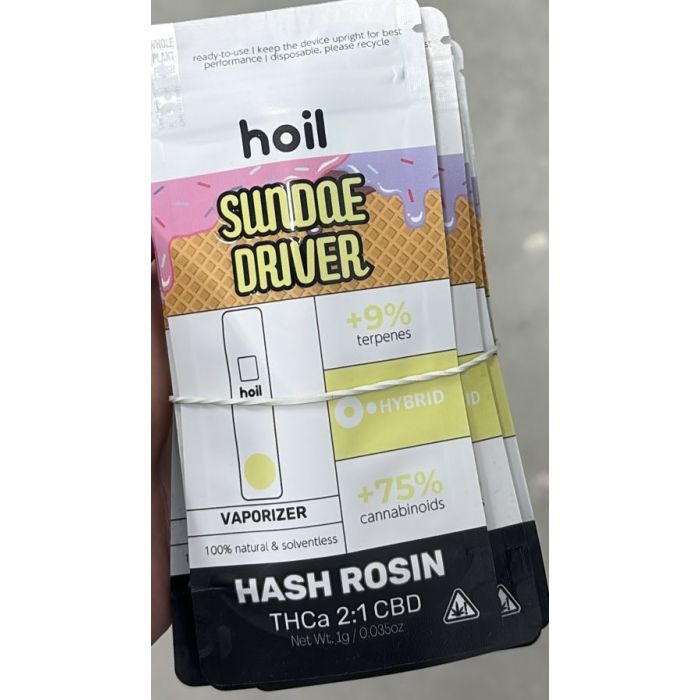 WHOLE
PLANT
ready-to-use | keep the device upright for best
performance | disposable, please recycle
hoil
SUNDAE
DRIVER
+9%
terpenes
hoil
HYBRID
ID
+75%
cannabinoids
VAPORIZER
100% natural & solventless
HASH ROSIN
THCa 2:1 CBD
Net Wt. 1g / 0.035oz